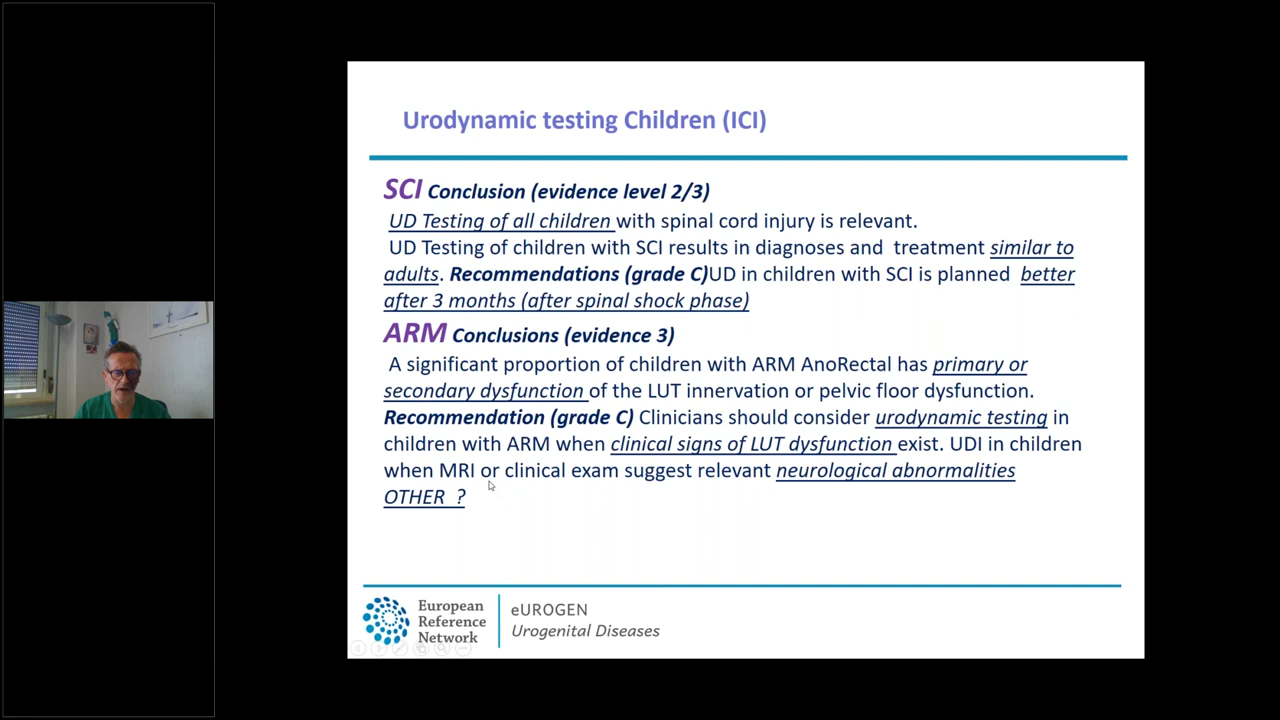 Urodynamic testing Children (ICI)
SCI Conclusion (evidence level 2/3)
UD Testing of all children with spinal cord injury is relevant.
UD Testing of children with SCI results in diagnoses and treatment similar to
adults. Recommendations (grade C)UD in children with SCI is planned better
after 3 months (after spinal shock phase)
ARM Conclusions (evidence 3)
A significant proportion of children with ARM AnoRectal has primary or
secondary dysfunction of the LUT innervation or pelvic floor dysfunction.
Recommendation (grade C) Clinicians should consider urodynamic testing in
children with ARM when clinical signs of LUT dysfunction exist. UDI in children
when MRI or clinical exam suggest relevant neurological abnormalities
OTHER ?
European
Reference
Network
eUROGEN
Urogenital Diseases